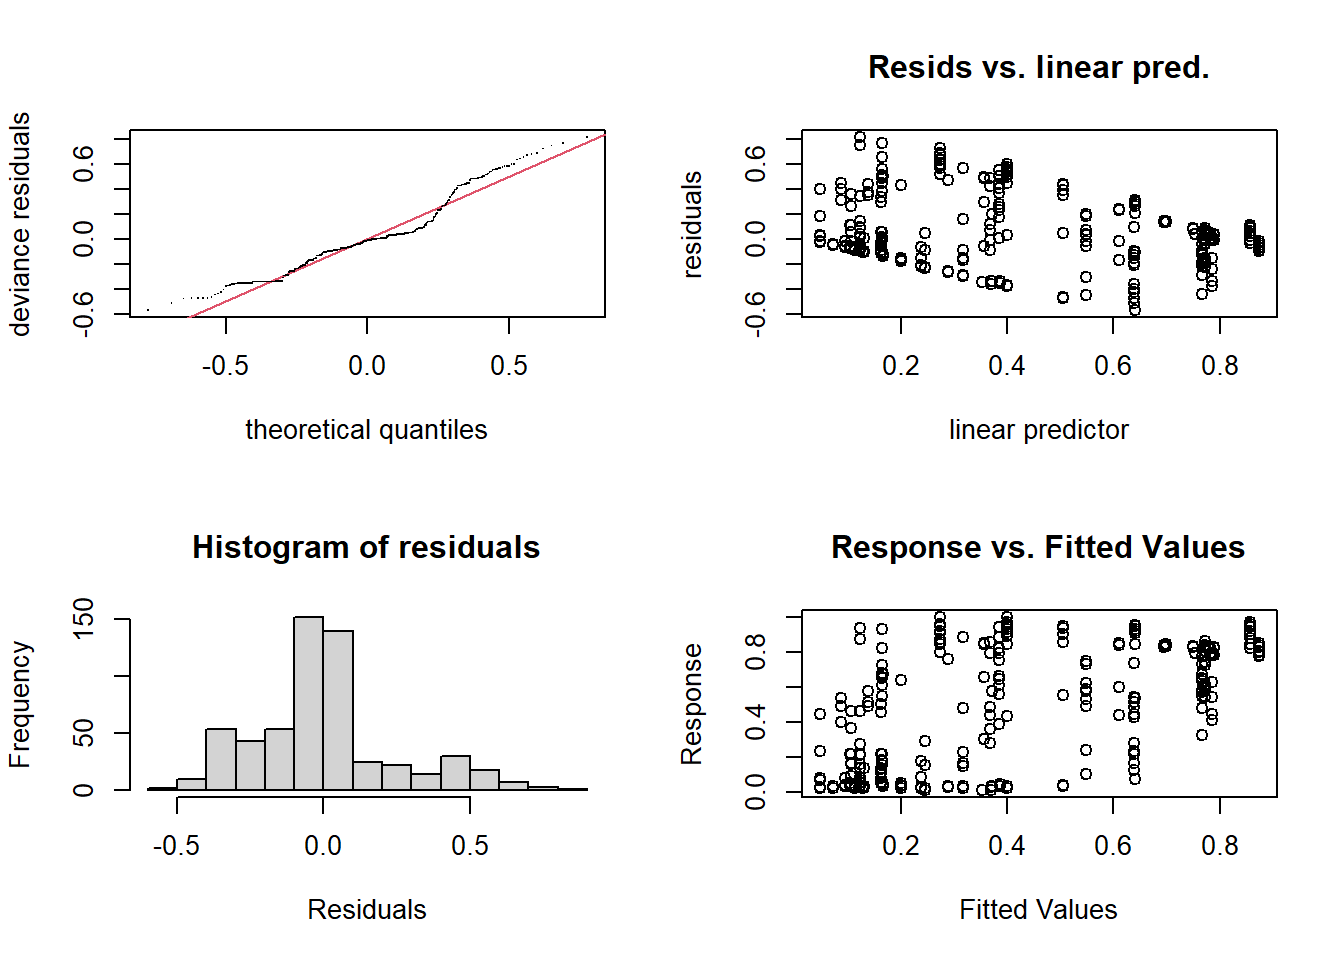 deviance residuals
-0.6 0.0 0.6
-0.5 0.0 0.5
theoretical quantiles
Resids vs. linear pred.
residuals
-0.6 0.0 0.6
0.2 0.4 0.6 0.8
linear predictor
Histogram of residuals
Frequency
0 50 150
-0.5 0.0 0.5
Residuals
Response vs. Fitted Values
Response
0.0 0.4 0.8
0.2 0.4 0.6 0.8
Fitted Values